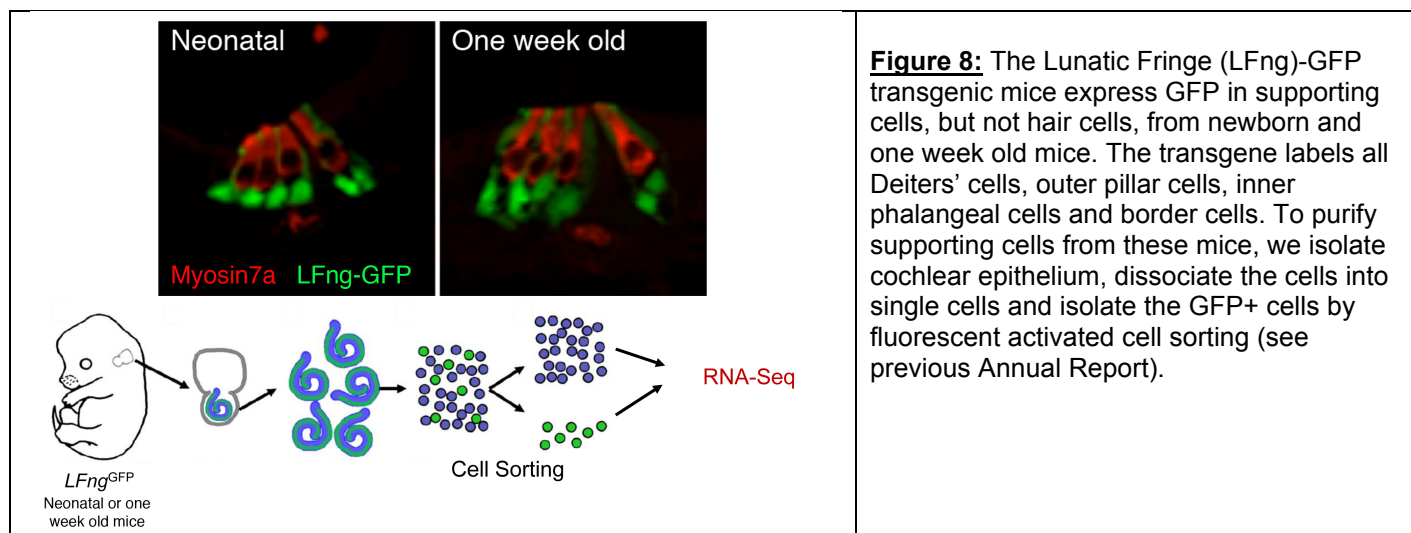 Neonatal
One week old
Myosin7a LFng-GFP
LFng^GFP
Neonatal or one
week old mice
Cell Sorting
RNA-Seq
Figure 8: The Lunatic Fringe (LFng)-GFP
transgenic mice express GFP in supporting
cells, but not hair cells, from newborn and
one week old mice. The transgene labels all
Deiters’ cells, outer pillar cells, inner
phalangeal cells and border cells. To purify
supporting cells from these mice, we isolate
cochlear epithelium, dissociate the cells into
single cells and isolate the GFP+ cells by
fluorescent activated cell sorting (see
previous Annual Report).